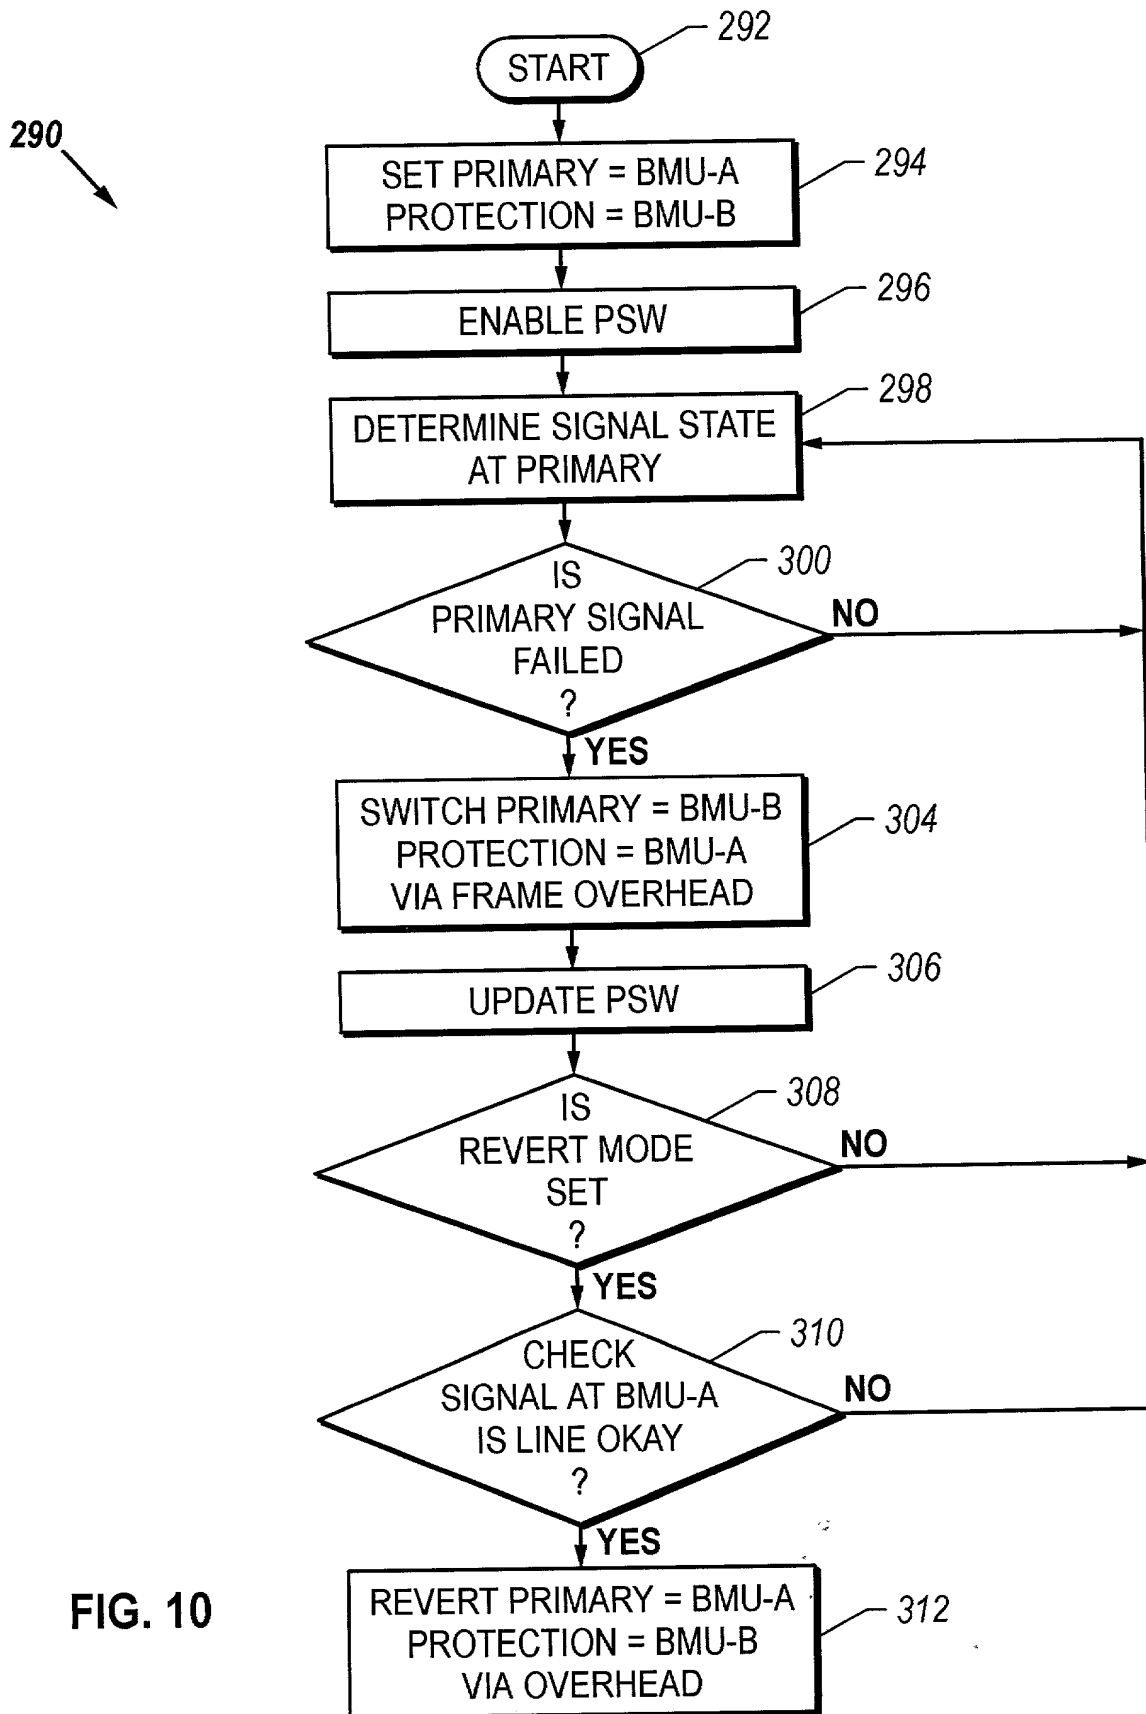 292
START
290
294
SET PRIMARY = BMU-A
PROTECTION = BMU-B
296
ENABLE PSW
298
DETERMINE SIGNAL STATE
AT PRIMARY
300
IS
PRIMARY SIGNAL
FAILED
?
NO
YES
304
SWITCH PRIMARY = BMU-B
PROTECTION = BMU-A
VIA FRAME OVERHEAD
306
UPDATE PSW
308
IS
REVERT MODE
SET
?
NO
YES
310
CHECK
SIGNAL AT BMU-A
IS LINE OKAY
?
NO
YES
312
REVERT PRIMARY = BMU-A
PROTECTION = BMU-B
VIA OVERHEAD
FIG. 10